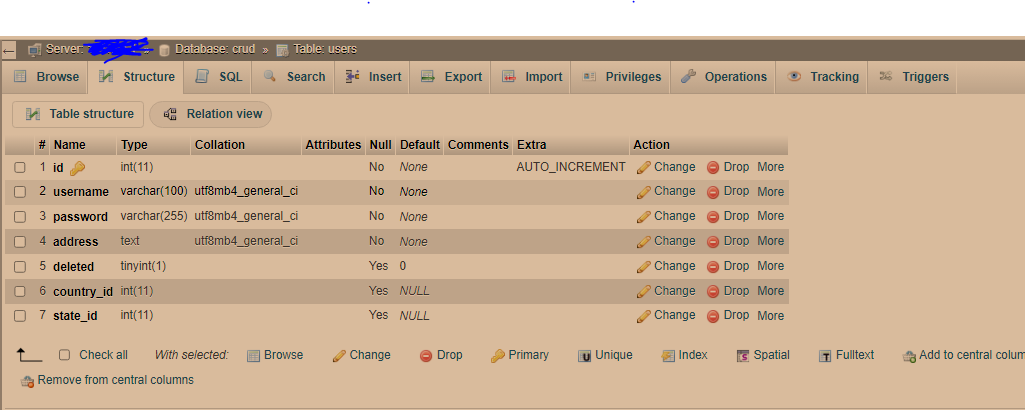 Server: » Database: crud » Table: users
Browse Structure SQL Search Insert Export Import Privileges Operations Tracking Triggers
Table structure Relation view
# Name Type Collation Attributes Null Default Comments Extra Action
1 id int(11) No None AUTO_INCREMENT Change Drop More
2 username varchar(100) utf8mb4_general_ci No None Change Drop More
3 password varchar(255) utf8mb4_general_ci No None Change Drop More
4 address text utf8mb4_general_ci No None Change Drop More
5 deleted tinyint(1) Yes 0 Change Drop More
6 country_id int(11) Yes NULL Change Drop More
7 state_id int(11) Yes NULL Change Drop More
Check all With selected: Browse Change Drop Primary Unique Index Spatial Fulltext Add to central colum
Remove from central columns